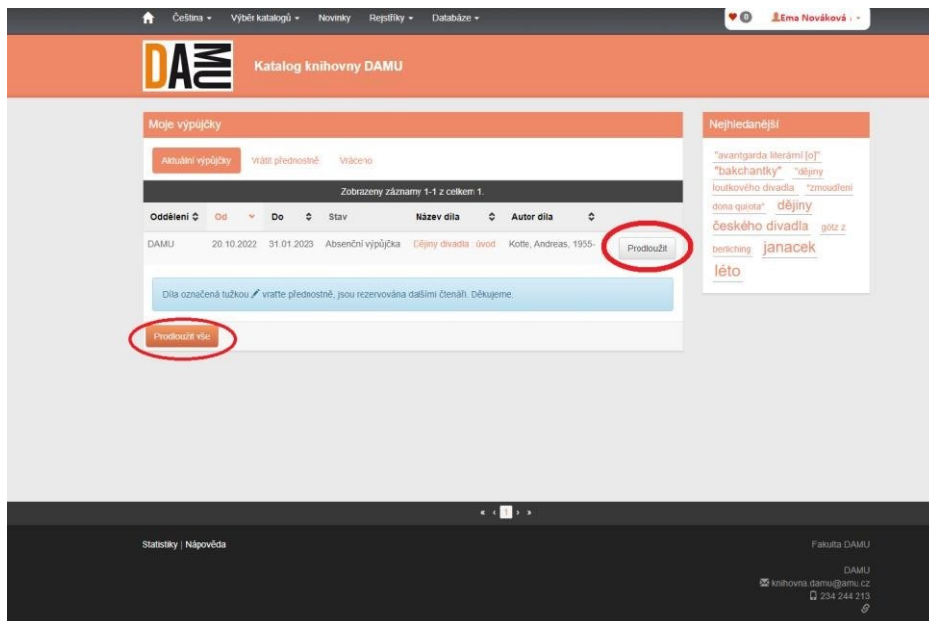 Čeština Výběr katalogů Novinky Rejstříky Databáze 0 Ema Nováková
DAMU
Katalog knihovny DAMU
Moje výpůjčky
Aktuální výpůjčky Vrátit přednostně Vráceno
Zobrazeny záznamy 1-1 z celkem 1.
Oddělení Od Do Stav Název díla Autor díla
DAMU 20.10.2022 31.01.2023 Absenční výpůjčka Dějiny divadla : úvod Kotte, Andreas, 1955- Prodloužit
Díla označená tužkou vraťte přednostně, jsou rezervována dalšími čtenáři. Děkujeme.
Prodloužit vše
Nejhledanější
"avantgarda literární [o]"
"bakchantky" "dějiny
loutkového divadla "zmoudření
dona quijota" dějiny
českého divadla götz z
berliching janacek
léto
« ‹ 1 › »
Statistiky | Nápověda
Fakulta DAMU
DAMU
knihovna.damu@amu.cz
234 244 213